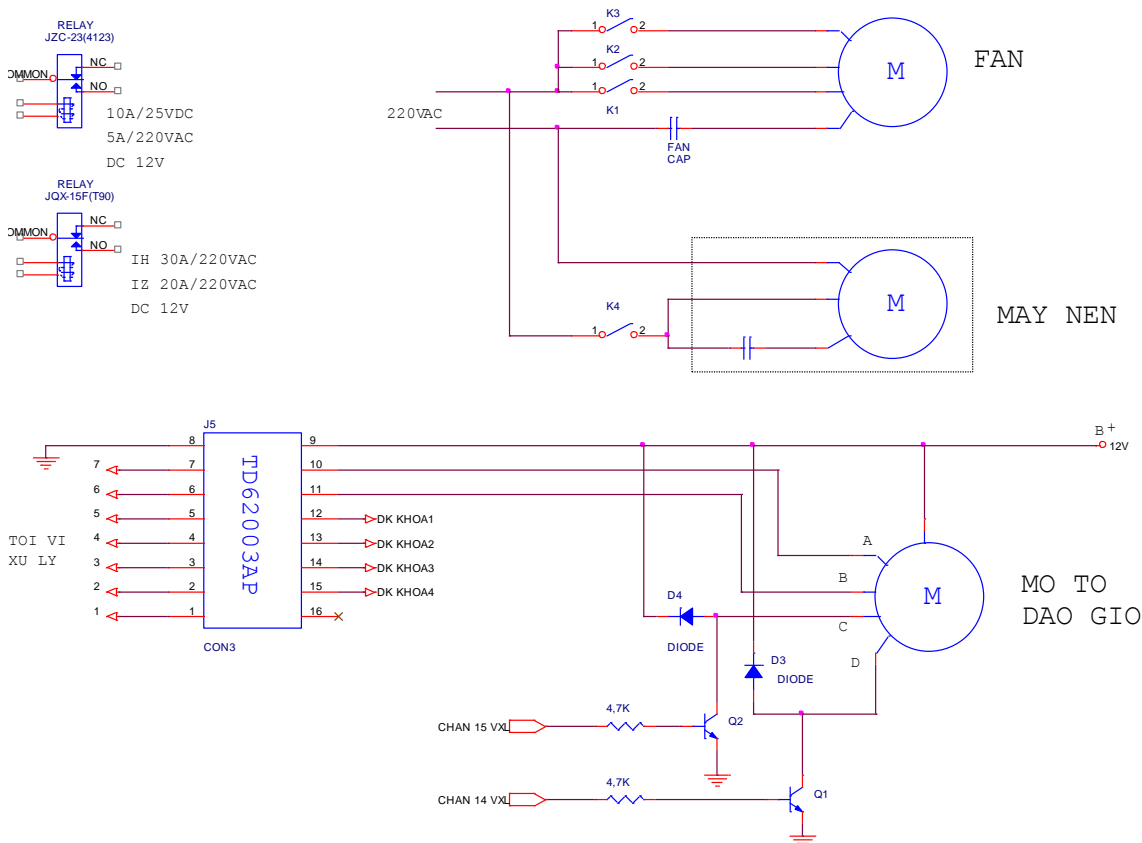 RELAY
JZC-23(4123)
NC
NO
10A/25VDC
5A/220VAC
DC 12V
RELAY
JQX-15F(T90)
NC
OMMON
NO
IH 30A/220VAC
IZ 20A/220VAC
DC 12V
K3
1 2
K2
1 2
1 2
K1
220VAC
FAN
CAP
M
FAN
K4
1 2
M
MAY NEN
J5
8 9
7 7 10
6 6 11
5 5 12 DK KHOA1
4 4 13 DK KHOA2
3 3 14 DK KHOA3
2 2 15 DK KHOA4
1 1 16
TD62003AP
CON3
TOI VI
XU LY
B+
12V
A
B
C
D
M
MO TO
DAO GIO
D4
DIODE
D3
DIODE
4,7K
CHAN 15 VXL
Q2
4,7K
CHAN 14 VXL
Q1